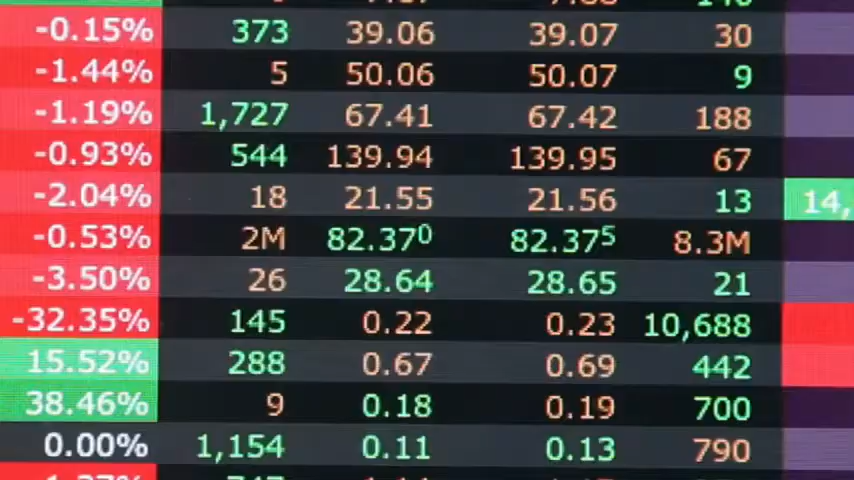 -0.15% 373 39.06 39.07 30
-1.44% 5 50.06 50.07 9
-1.19% 1,727 67.41 67.42 188
-0.93% 544 139.94 139.95 67
-2.04% 18 21.55 21.56 13 14,
-0.53% 2M 82.37⁰ 82.37⁵ 8.3M
-3.50% 26 28.64 28.65 21
-32.35% 145 0.22 0.23 10,688
15.52% 288 0.67 0.69 442
38.46% 9 0.18 0.19 700
0.00% 1,154 0.11 0.13 790